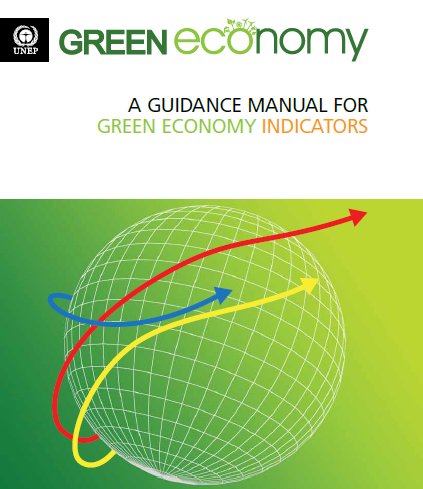 UNEP
GREEN economy
A GUIDANCE MANUAL FOR
GREEN ECONOMY INDICATORS